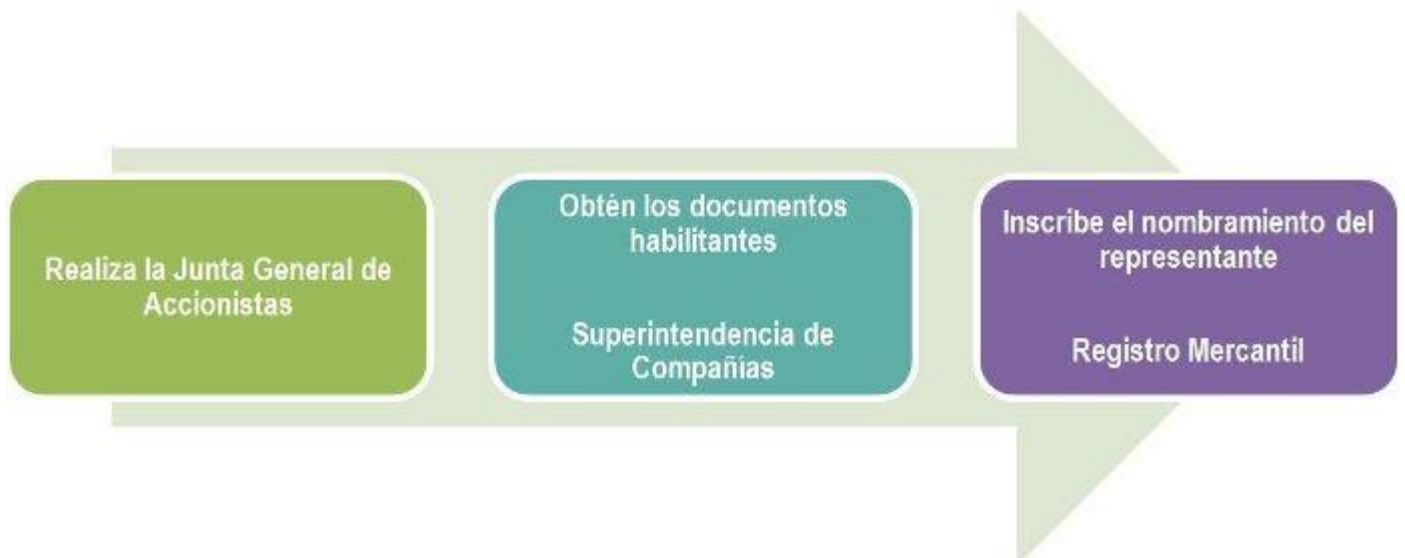 Realiza la Junta General de
Accionistas
Obtén los documentos
habilitantes
Superintendencia de
Compañías
Inscribe el nombramiento del
representante
Registro Mercantil